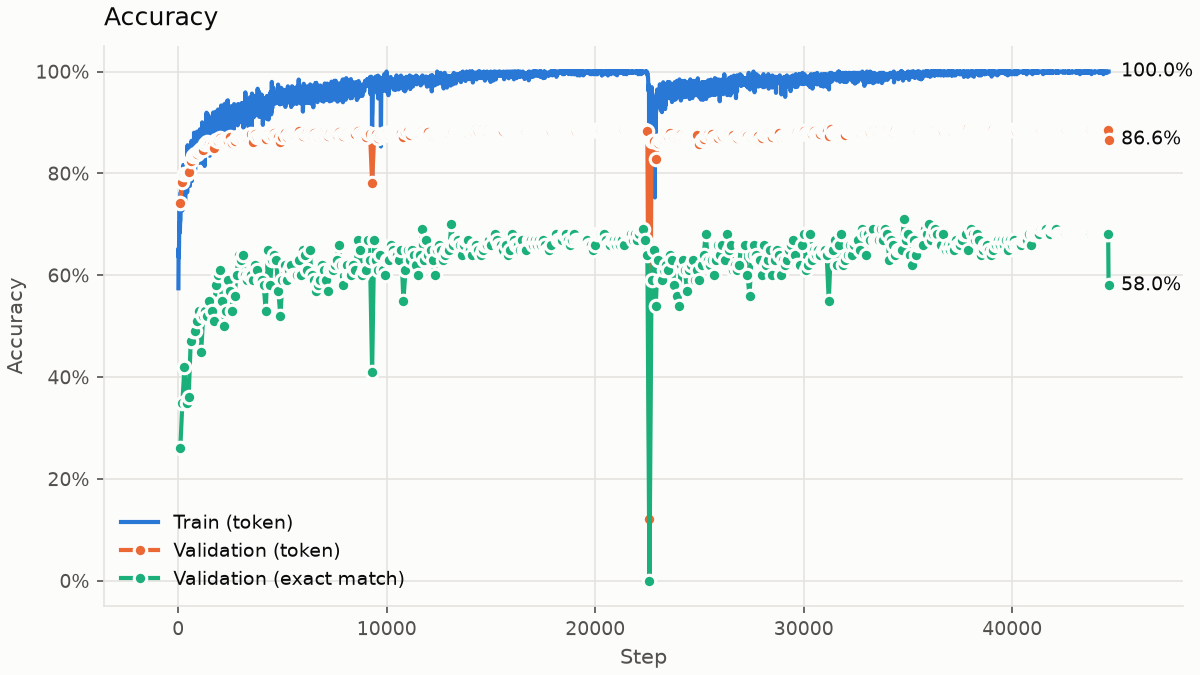 Accuracy
100%
80%
60%
40%
20%
0%
Accuracy
100.0%
86.6%
58.0%
Train (token)
Validation (token)
Validation (exact match)
0
10000
20000
30000
40000
Step